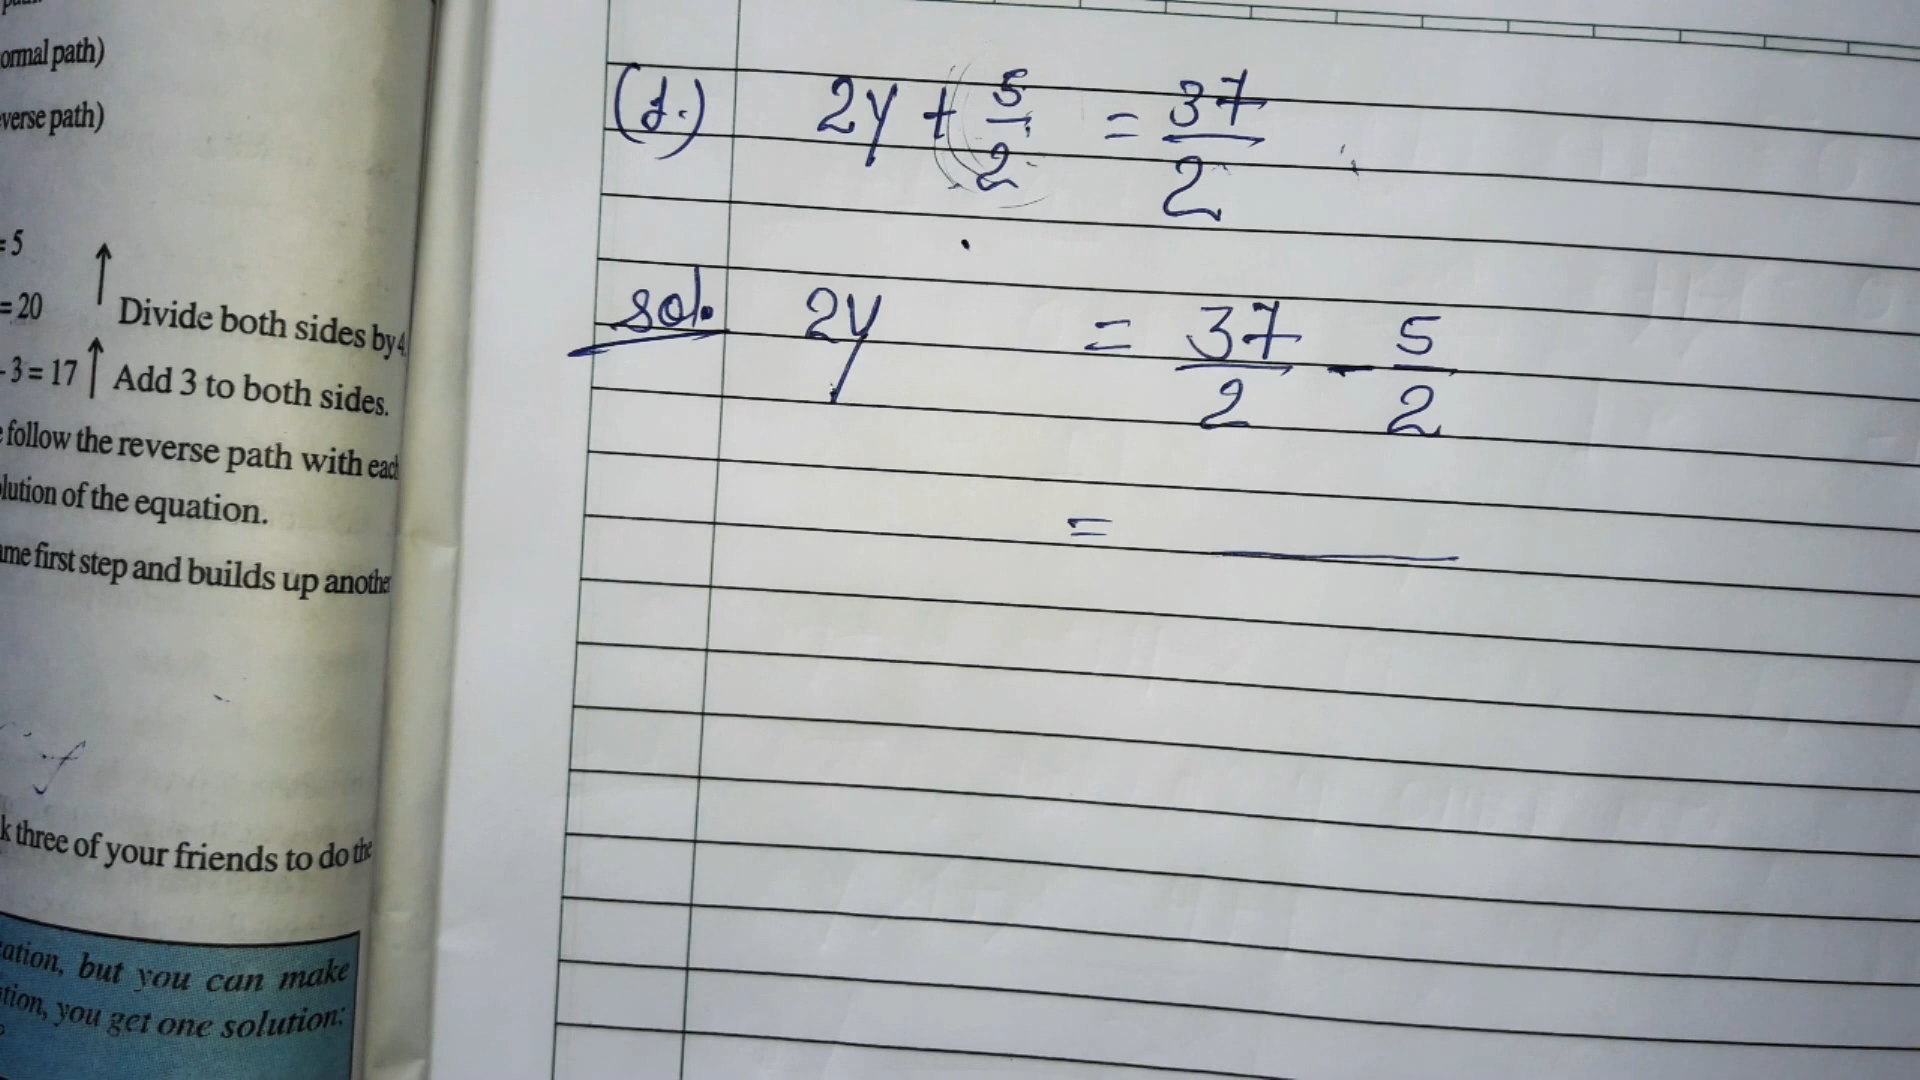 ormal path)
verse path)
= 5
= 20
Divide both sides by 4
- 3 = 17
Add 3 to both sides.
follow the reverse path with each
lution of the equation.
ame first step and builds up another
k three of your friends to do the
ation, but you can make
tion, you get one solution:
(d.) 2y + 5/2 = 37/2
sol. 2y = 37/2 - 5/2
=